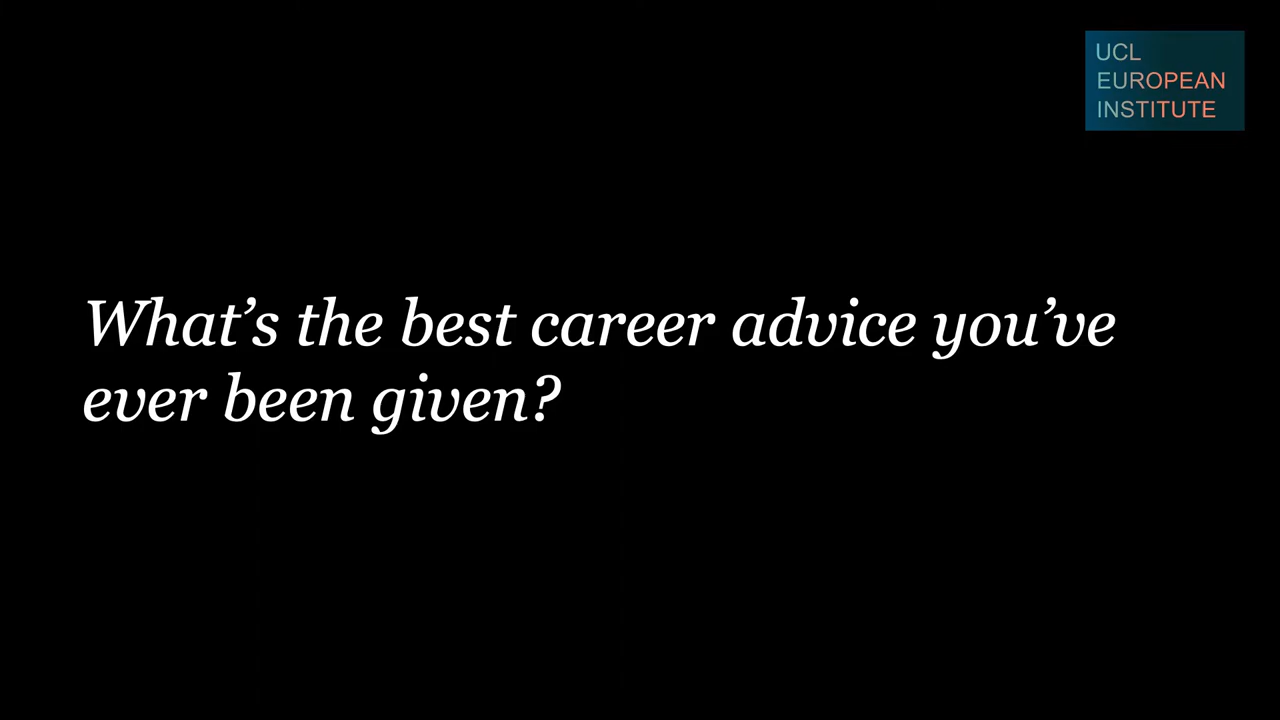 UCL
EUROPEAN
INSTITUTE
What’s the best career advice you’ve
ever been given?